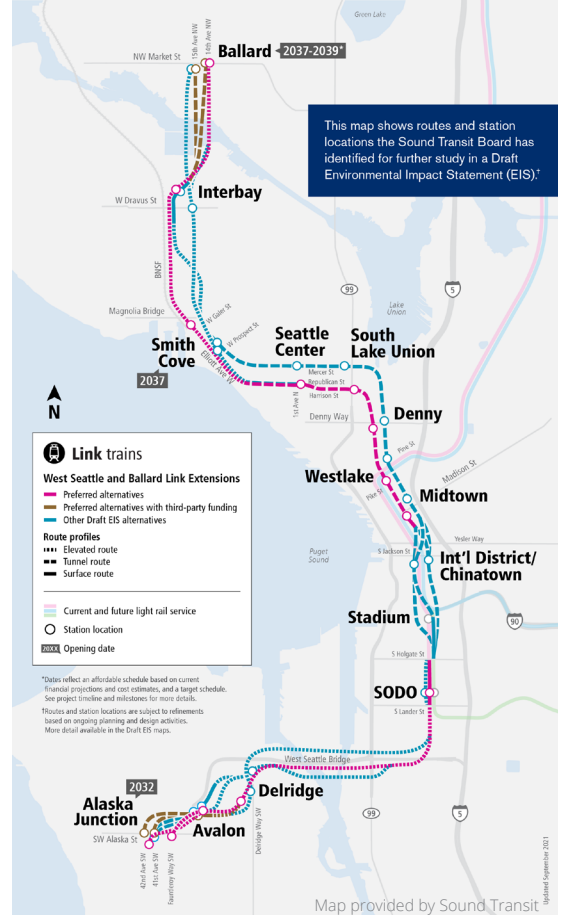 Green Lake
NW Market St
15th Ave NW
14th Ave NW
Ballard
2037-2039*
This map shows routes and station
locations the Sound Transit Board has
identified for further study in a Draft
Environmental Impact Statement (EIS).†
W Dravus St
Interbay
BNSF
99
5
Lake
Union
Magnolia Bridge
W Galer St
W Prospect St
Smith
Cove
2037
Elliott Ave W
Seattle
Center
South
Lake Union
Mercer St
Republican St
Harrison St
1st Ave N
Denny Way
Denny
N
Pine St
Westlake
Pike St
Madison St
Midtown
Link trains
West Seattle and Ballard Link Extensions
Preferred alternatives
Preferred alternatives with third-party funding
Other Draft EIS alternatives
Route profiles
Elevated route
Tunnel route
Surface route
Current and future light rail service
Station location
20XX Opening date
Puget
Sound
Yesler Way
S Jackson St
Int'l District/
Chinatown
Stadium
90
S Holgate St
SODO
S Lander St
*Dates reflect an affordable schedule based on current
financial projections and cost estimates, and a target schedule.
See project timeline and milestones for more details.
†Routes and station locations are subject to refinements
based on ongoing planning and design activities.
More detail available in the Draft EIS maps.
West Seattle Bridge
2032
Alaska
Junction
Delridge
Avalon
SW Alaska St
42nd Ave SW
41st Ave SW
Fauntleroy Way SW
Delridge Way SW
99
5
Updated September 2021
Map provided by Sound Transit